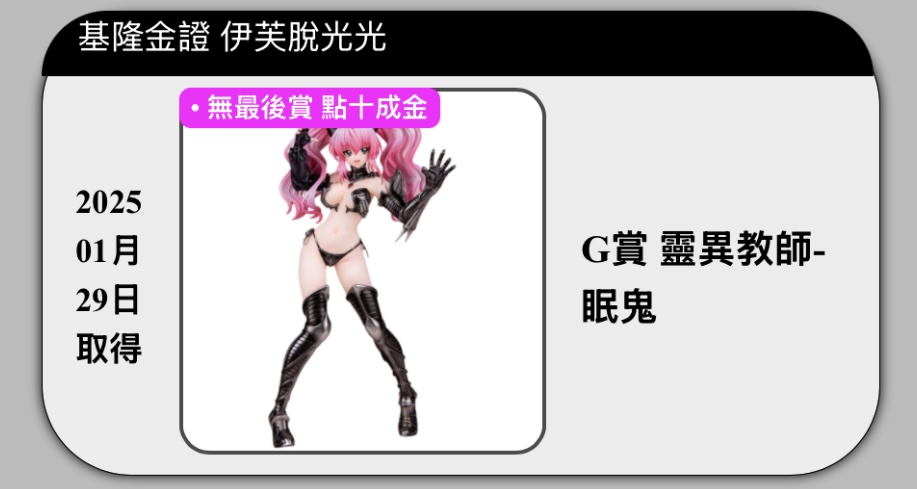 基隆金證 伊芙脫光光
• 無最後賞 點十成金
2025
01月
29日
取得
G賞 靈異教師-
眠鬼